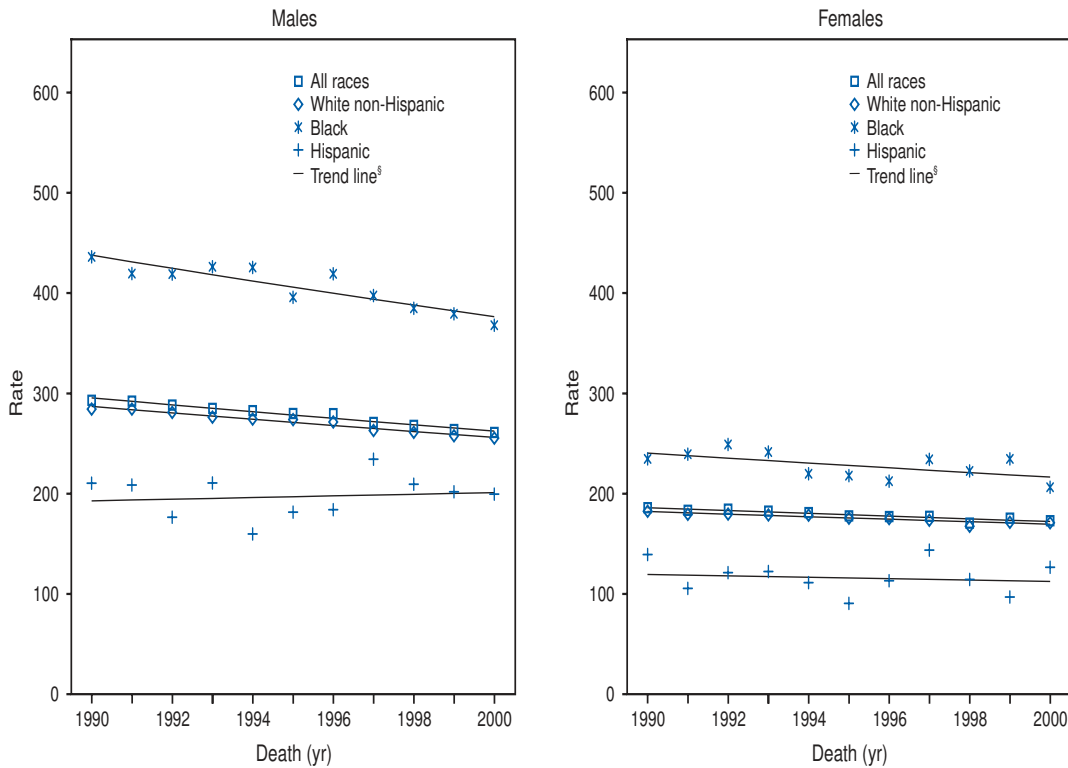 Males
600
500
400
300
200
100
0
Rate
All races
White non-Hispanic
Black
Hispanic
Trend line§
1990 1992 1994 1996 1998 2000
Death (yr)
Females
600
500
400
300
200
100
0
Rate
All races
White non-Hispanic
Black
Hispanic
Trend line§
1990 1992 1994 1996 1998 2000
Death (yr)